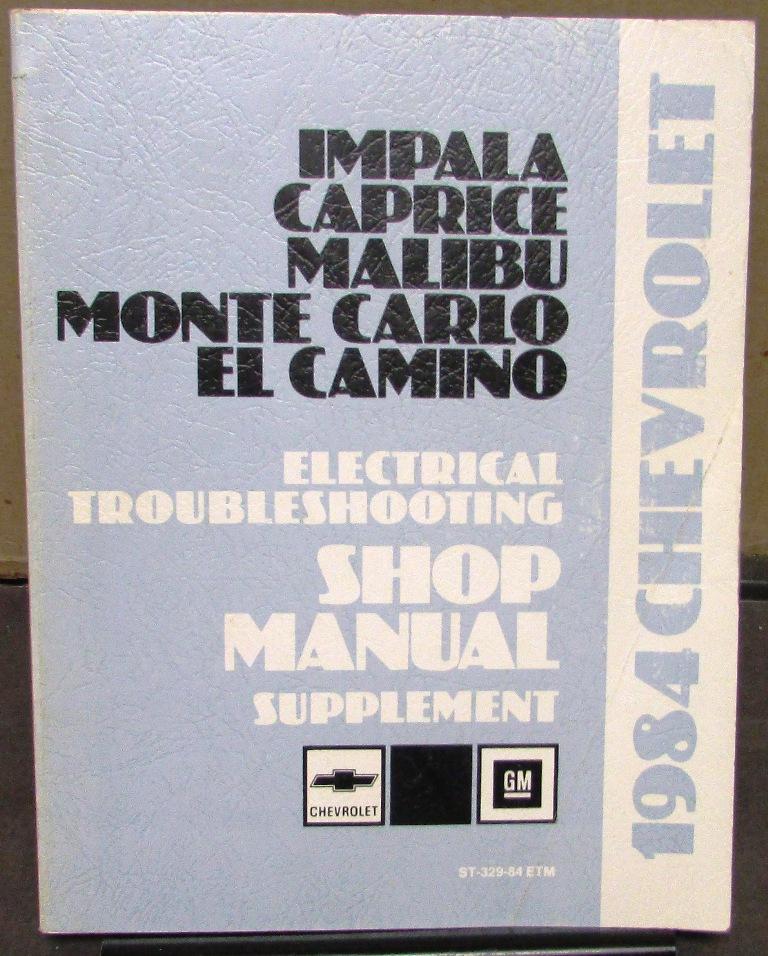 IMPALA
CAPRICE
MALIBU
MONTE CARLO
EL CAMINO
ELECTRICAL
TROUBLESHOOTING
SHOP
MANUAL
SUPPLEMENT
CHEVROLET
GM
ST-329-84 ETM
1984 CHEVROLET